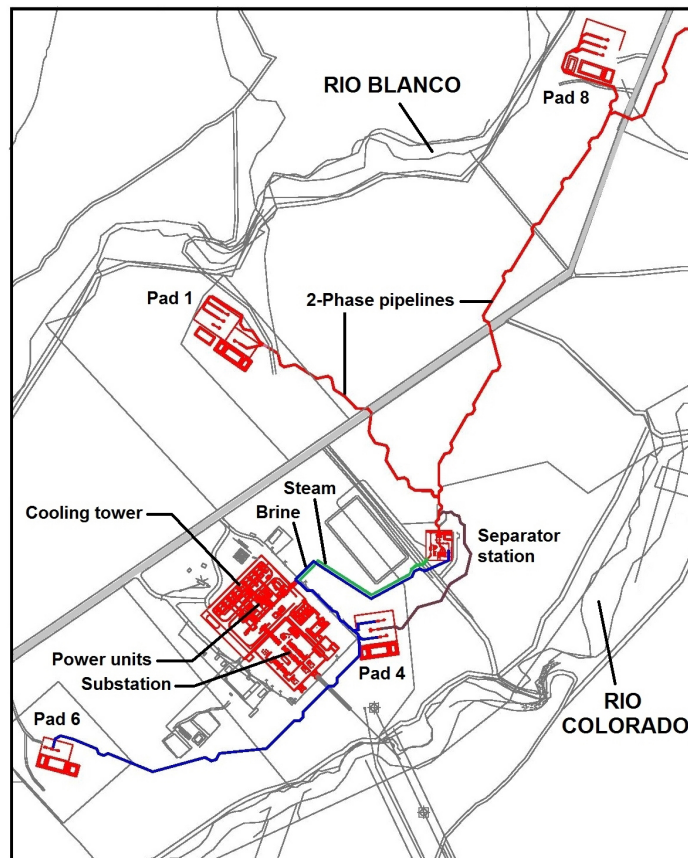 RIO BLANCO
Pad 8
Pad 1
2-Phase pipelines
Steam
Brine
Cooling tower
Separator
station
Power units
Substation
Pad 4
Pad 6
RIO
COLORADO